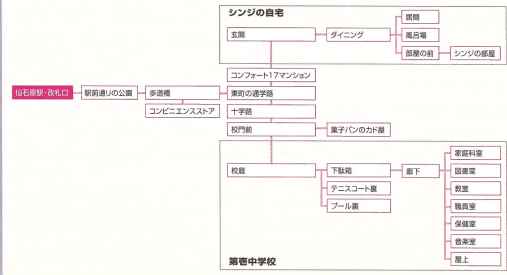 シンジの自宅
玄関
ダイニング
居間
風呂場
部屋の前
シンジの部屋
コンフォート17マンション
仙石原駅・改札口
駅前通りの公園
歩道橋
東町の通学路
コンビニエンスストア
十字路
校門前
菓子パンのカド屋
校庭
下駄箱
テニスコート裏
プール裏
廊下
家庭科室
図書室
教室
職員室
保健室
音楽室
屋上
第壱中学校